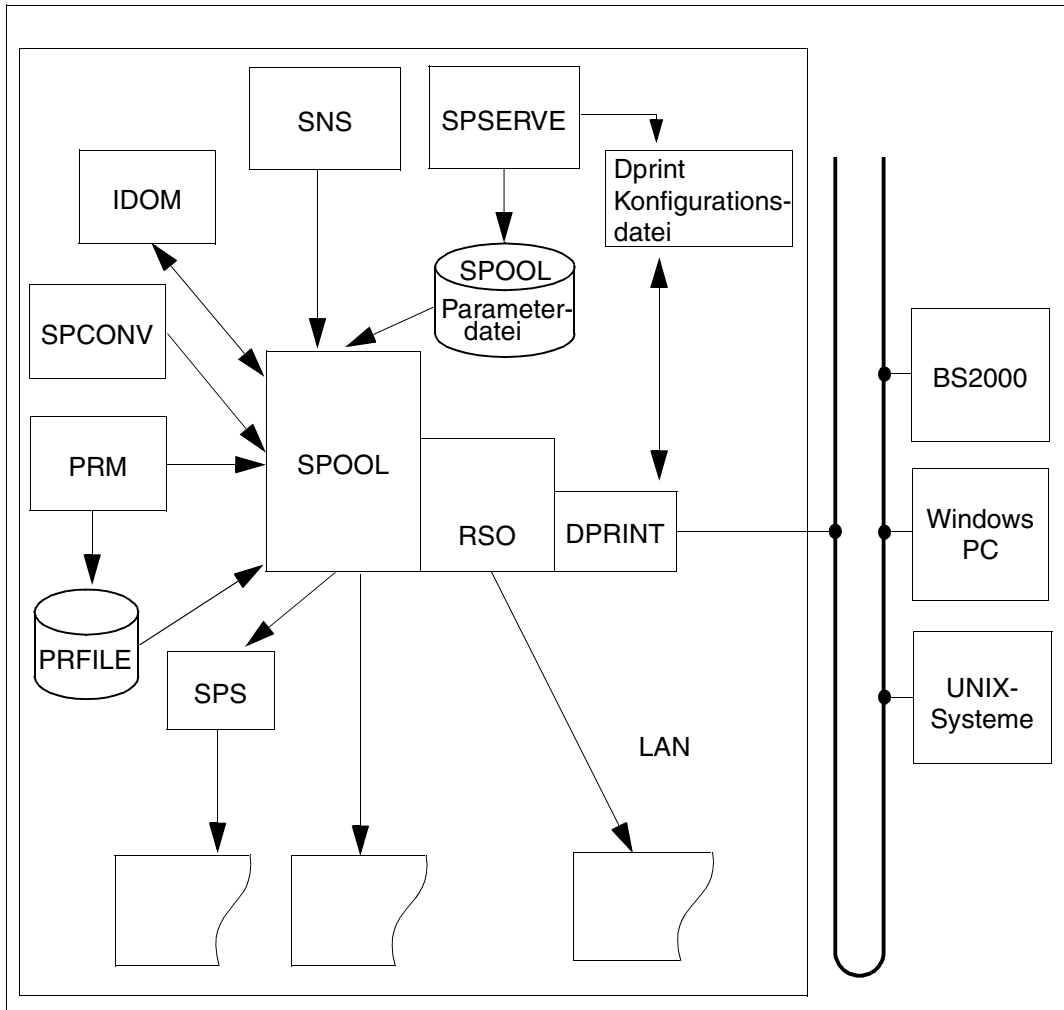 SNS
SPSERVE
Dprint
Konfigurations-
datei
IDOM
SPOOL
Parameter-
datei
SPCONV
BS2000
PRM
SPOOL
RSO
DPRINT
Windows
PC
PRFILE
SPS
UNIX-
Systeme
LAN